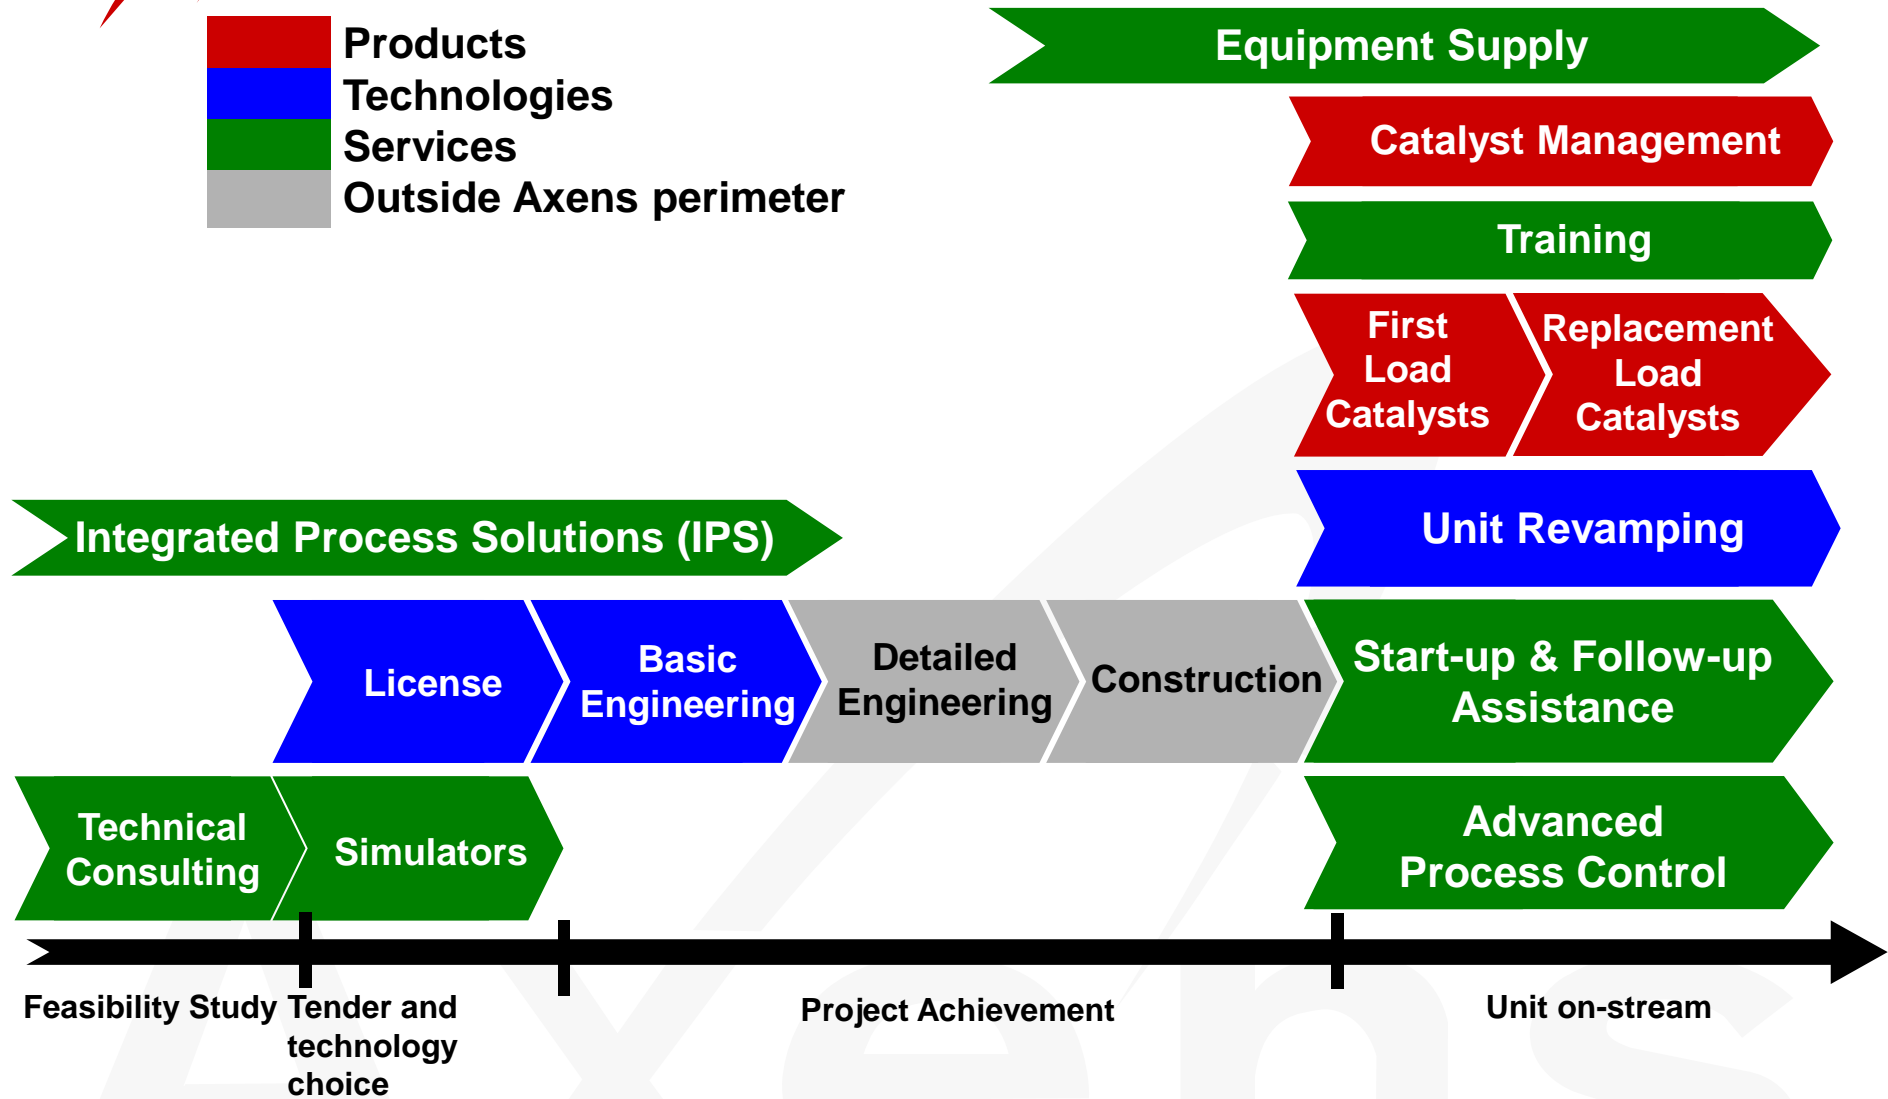 Products
Technologies
Services
Outside Axens perimeter
Equipment Supply
Catalyst Management
Training
First
Load
Catalysts
Replacement
Load
Catalysts
Integrated Process Solutions (IPS)
Unit Revamping
License
Basic
Engineering
Detailed
Engineering
Construction
Start-up & Follow-up
Assistance
Technical
Consulting
Simulators
Advanced
Process Control
Feasibility Study
Tender and
technology
choice
Project Achievement
Unit on-stream
Axens